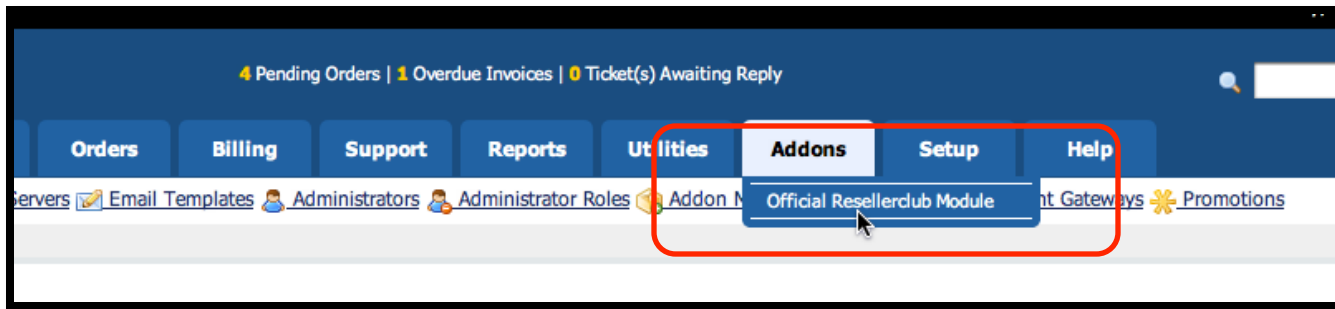 4 Pending Orders | 1 Overdue Invoices | 0 Ticket(s) Awaiting Reply
Orders Billing Support Reports Utilities Addons Setup Help
Servers Email Templates Administrators Administrator Roles Addon Gateways Promotions
Official Resellerclub Module